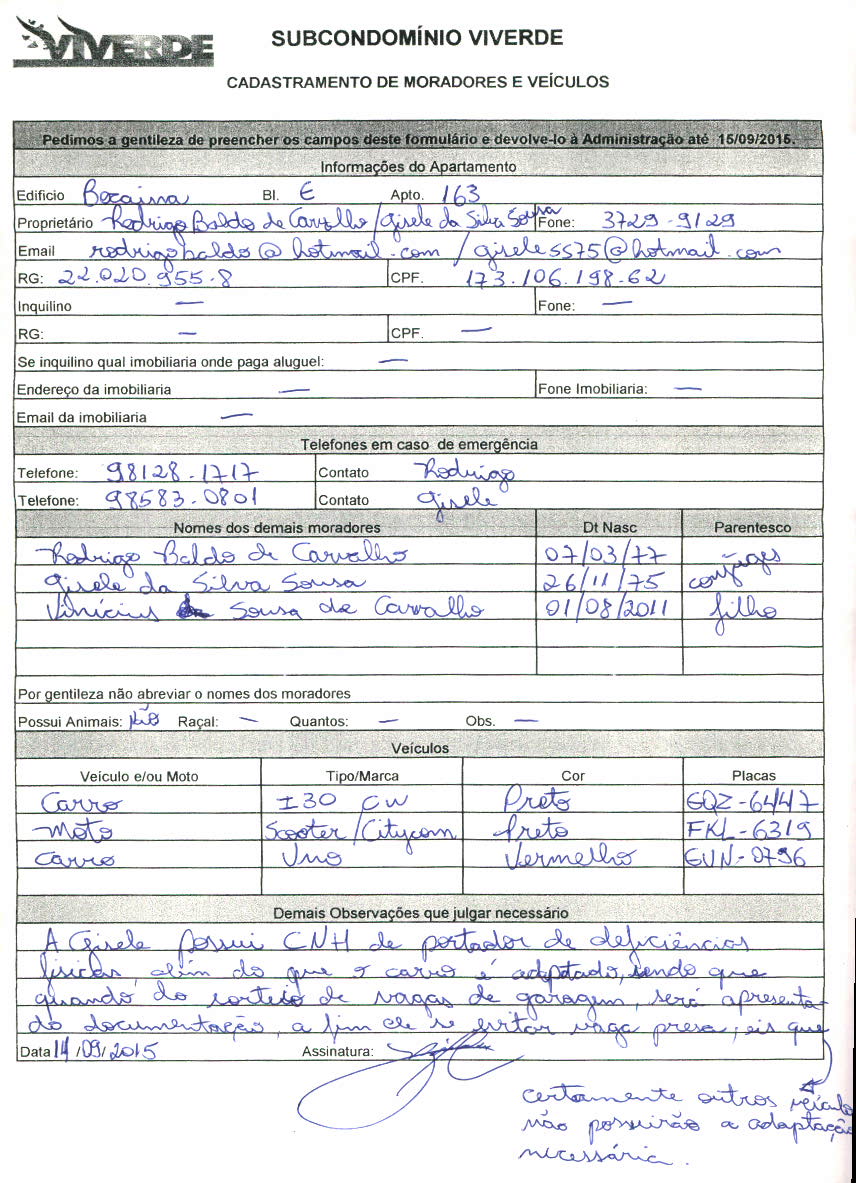 VIVERDE
SUBCONDOMÍNIO VIVERDE
CADASTRAMENTO DE MORADORES E VEÍCULOS
Pedimos a gentileza de preencher os campos deste formulário e devolve-lo à Administração até 15/09/2015.
Informações do Apartamento
Edificio Bocaina Bl. E Apto. 163
Proprietário Rodrigo Baldo de Carvalho / Gisele da Silva Sousa Fone: 3729-9129
Email rodrigobaldo@hotmail.com / gisele5575@hotmail.com
RG: 22.020.955-8 CPF. 173.106.198-62
Inquilino — Fone: —
RG: — CPF. —
Se inquilino qual imobiliaria onde paga aluguel: —
Endereço da imobiliaria — Fone Imobiliaria: —
Email da imobiliaria —
Telefones em caso de emergência
Telefone: 98128-1717 Contato Rodrigo
Telefone: 98583-0801 Contato Gisele
Nomes dos demais moradores Dt Nasc Parentesco
Rodrigo Baldo de Carvalho 07/03/77 conjuges
Gisele da Silva Sousa 26/11/75
Vinícius Sousa de Carvalho 01/08/2011 filho
Por gentileza não abreviar o nomes dos moradores
Possui Animais: Não Raçal: — Quantos: — Obs. —
Veículos
Veículo e/ou Moto Tipo/Marca Cor Placas
Carro I30 CW Preto GQZ-6447
Moto Scooter/Citycom Preto FKL-6319
Carro Uno Vermelho GUN-0796
Demais Observações que julgar necessário
A Gisele possui CNH de portador de deficiências
físicas, além do que o carro é adaptado, sendo que
quando do sorteio de vagas de garagem, será apresenta-
do documentação, a fim de se evitar vaga presa, eis que
Data 14/09/2015 Assinatura:
certamente outros veículos
não possuirão a adaptação
necessária.